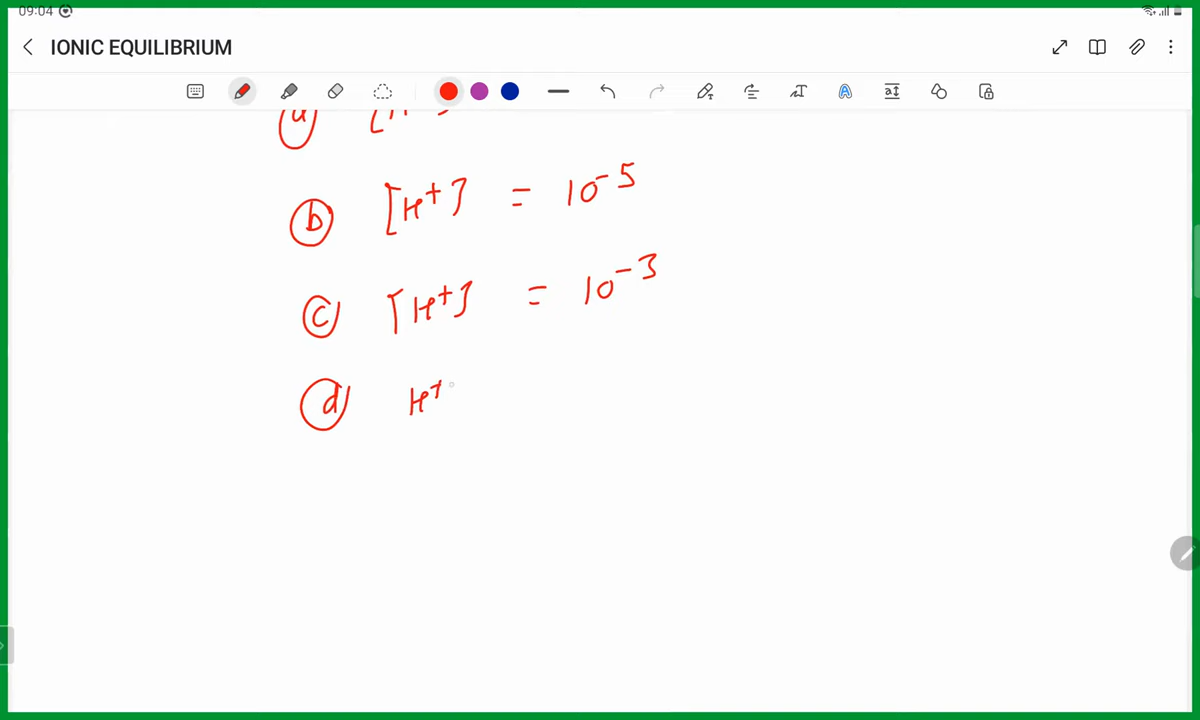 09:04
IONIC EQUILIBRIUM
(b) [H⁺] = 10⁻⁵
(c) [H⁺] = 10⁻³
(d) H⁺